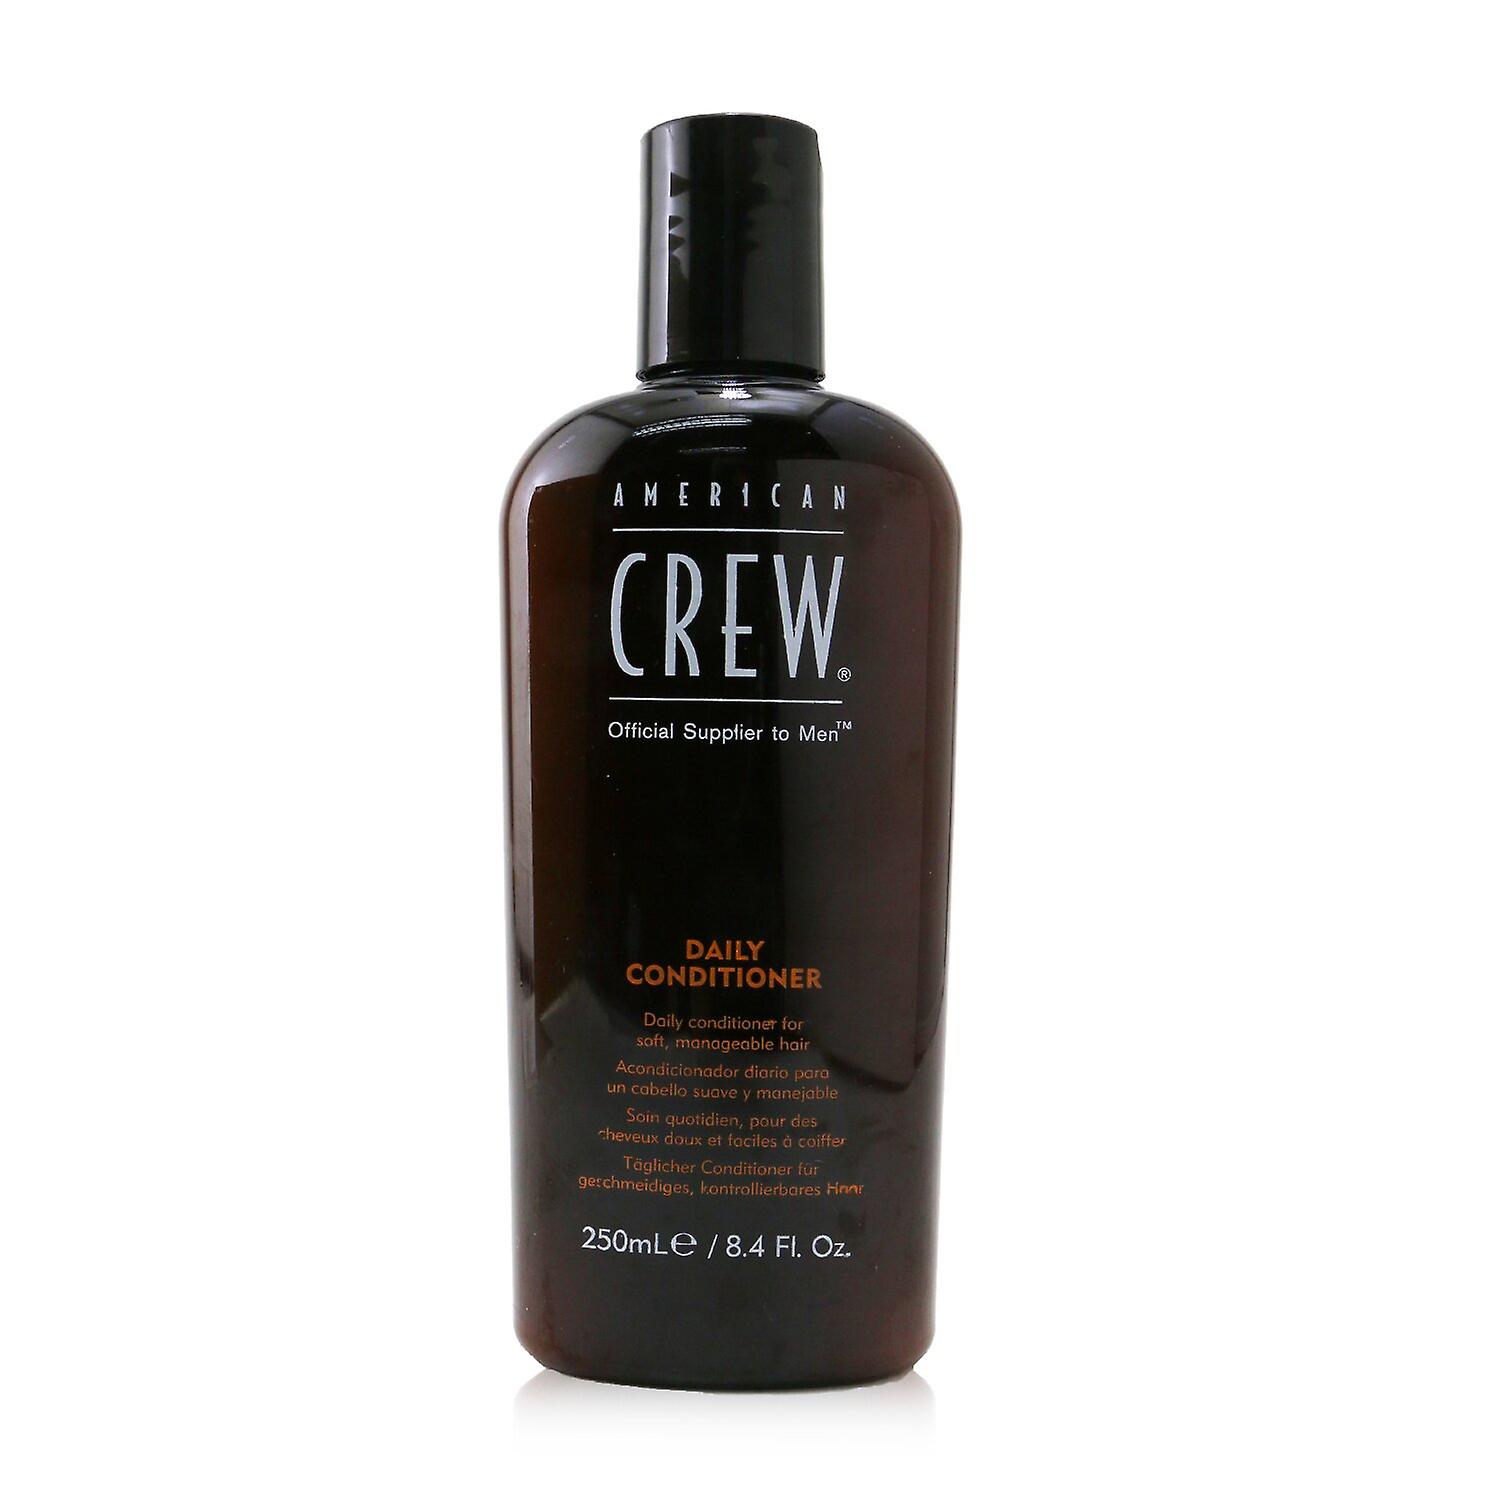 AMERICAN
CREW®
Official Supplier to Men™
DAILY
CONDITIONER
Daily conditioner for
soft, manageable hair
Acondicionador diario para
un cabello suave y manejable
Soin quotidien, pour des
cheveux doux et faciles à coiffer
Täglicher Conditioner für
geschmeidiges, kontrollierbares Haar
250mL℮ / 8.4 Fl. Oz.